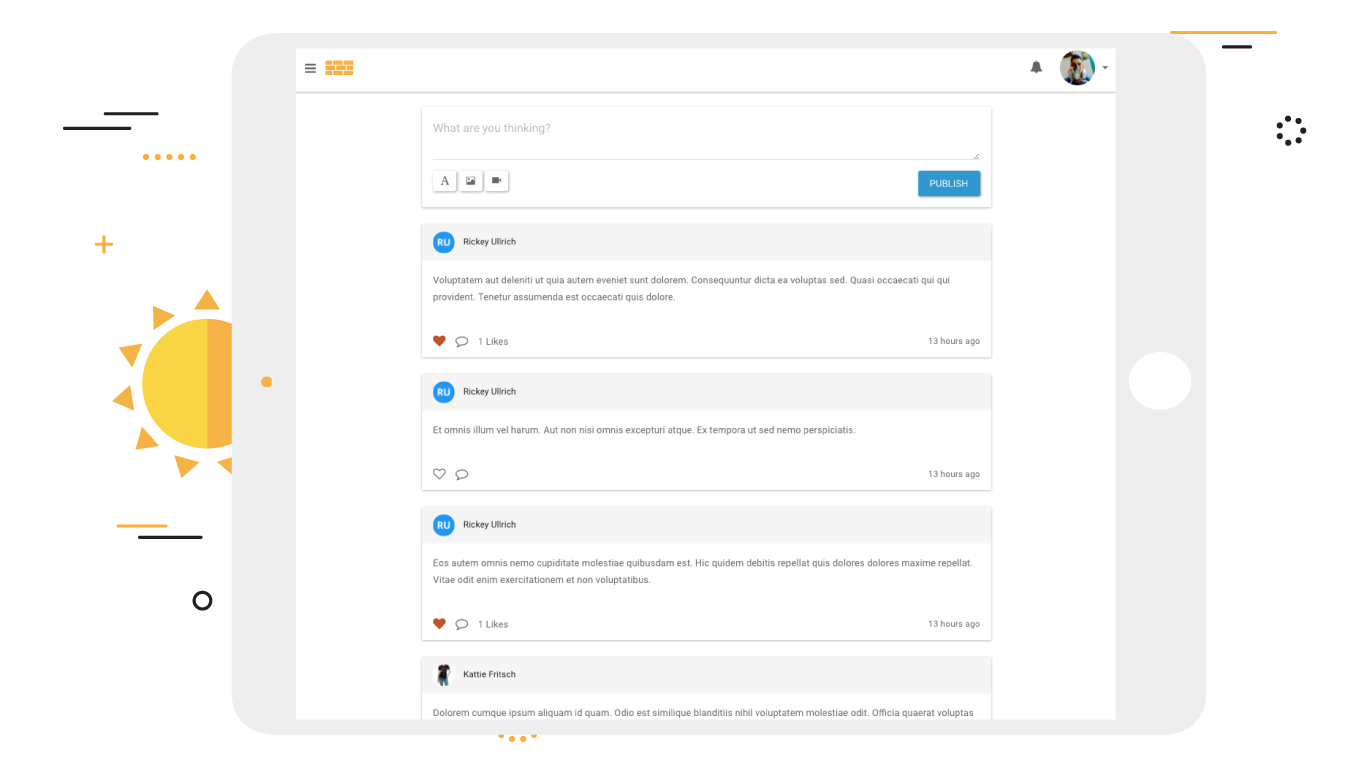 What are you thinking?
A
PUBLISH
RU Rickey Ullrich
Voluptatem aut deleniti ut quia autem eveniet sunt dolorem. Consequuntur dicta ea voluptas sed. Quasi occaecati qui qui
provident. Tenetur assumenda est occaecati quis dolore.
1 Likes 13 hours ago
RU Rickey Ullrich
Et omnis illum vel harum. Aut non nisi omnis excepturi atque. Ex tempora ut sed nemo perspiciatis.
13 hours ago
RU Rickey Ullrich
Eos autem omnis nemo cupiditate molestiae quibusdam est. Hic quidem debitis repellat quis dolores dolores maxime repellat.
Vitae odit enim exercitationem et non voluptatibus.
1 Likes 13 hours ago
Kattie Fritsch
Dolorem cumque ipsum aliquam id quam. Odio est similique blanditiis nihil voluptatem molestiae odit. Officia quaerat voluptas